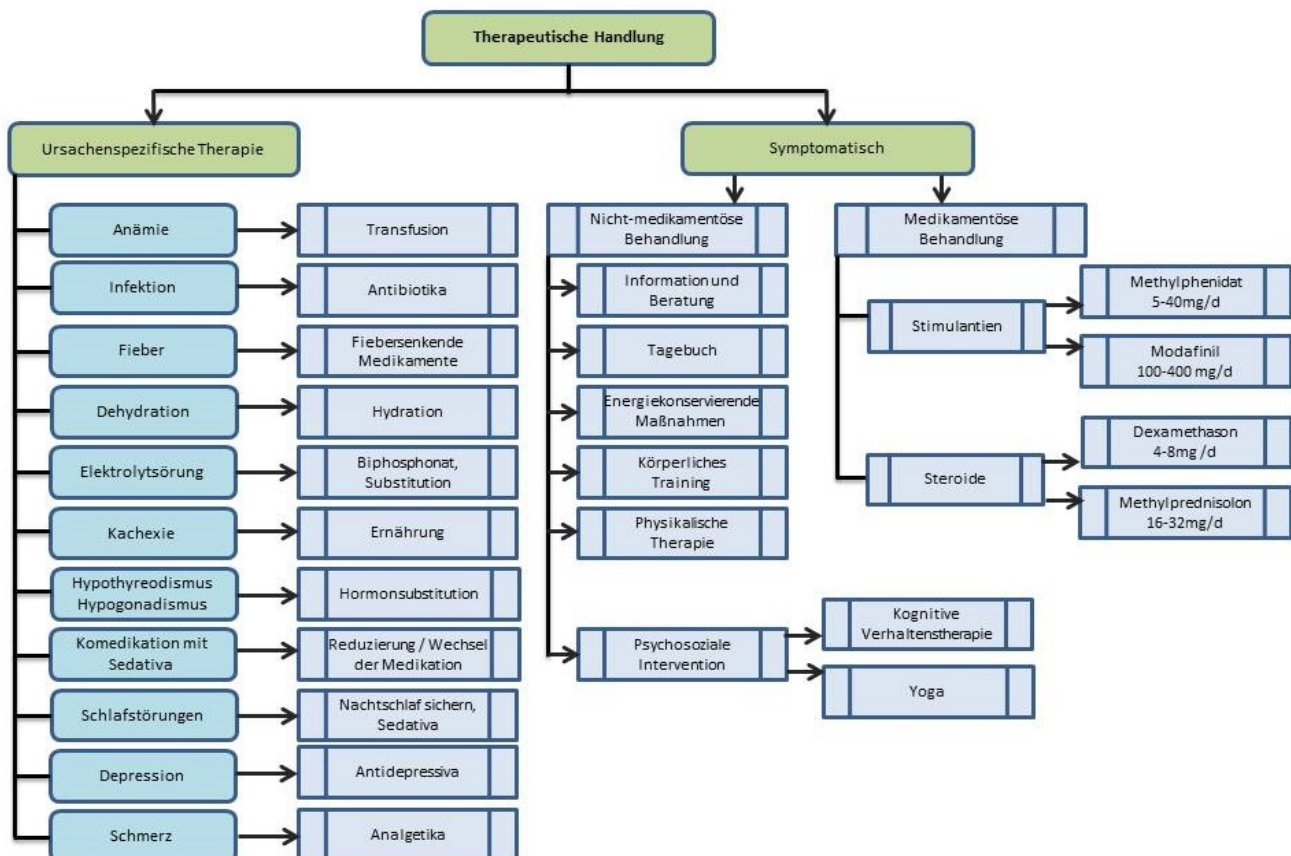 Therapeutische Handlung
Ursachenspezifische Therapie
Symptomatisch
Anämie
Transfusion
Infektion
Antibiotika
Fieber
Fiebersenkende
Medikamente
Dehydration
Hydration
Elektrolytsörung
Biphosphonat,
Substitution
Kachexie
Ernährung
Hypothyreodismus
Hypogonadismus
Hormonsubstitution
Komedikation mit
Sedativa
Reduzierung / Wechsel
der Medikation
Schlafstörungen
Nachtschlaf sichern,
Sedativa
Depression
Antidepressiva
Schmerz
Analgetika
Nicht-medikamentöse
Behandlung
Information und
Beratung
Tagebuch
Energiekonservierende
Maßnahmen
Körperliches
Training
Physikalische
Therapie
Psychosoziale
Intervention
Kognitive
Verhaltenstherapie
Yoga
Medikamentöse
Behandlung
Stimulantien
Methylphenidat
5-40mg/d
Modafinil
100-400 mg/d
Steroide
Dexamethason
4-8mg /d
Methylprednisolon
16-32mg/d